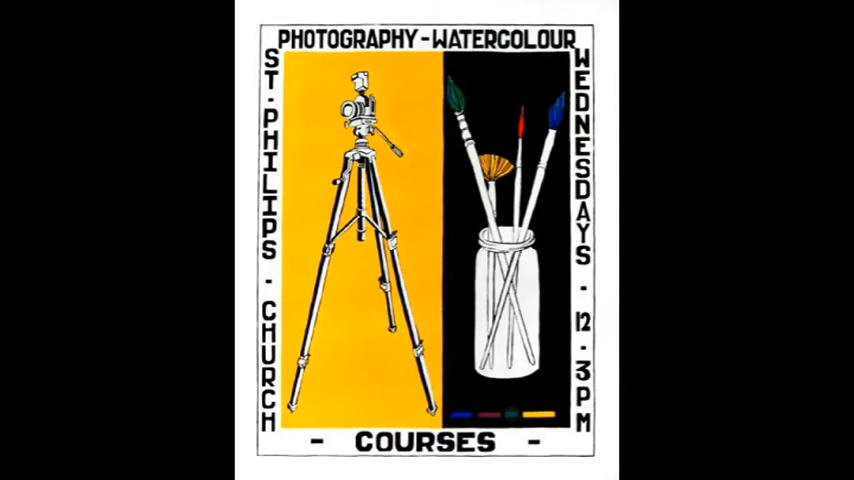 PHOTOGRAPHY-WATERCOLOUR
ST-PHILIPS - CHURCH
WEDNESDAYS - 12-3PM
- COURSES -